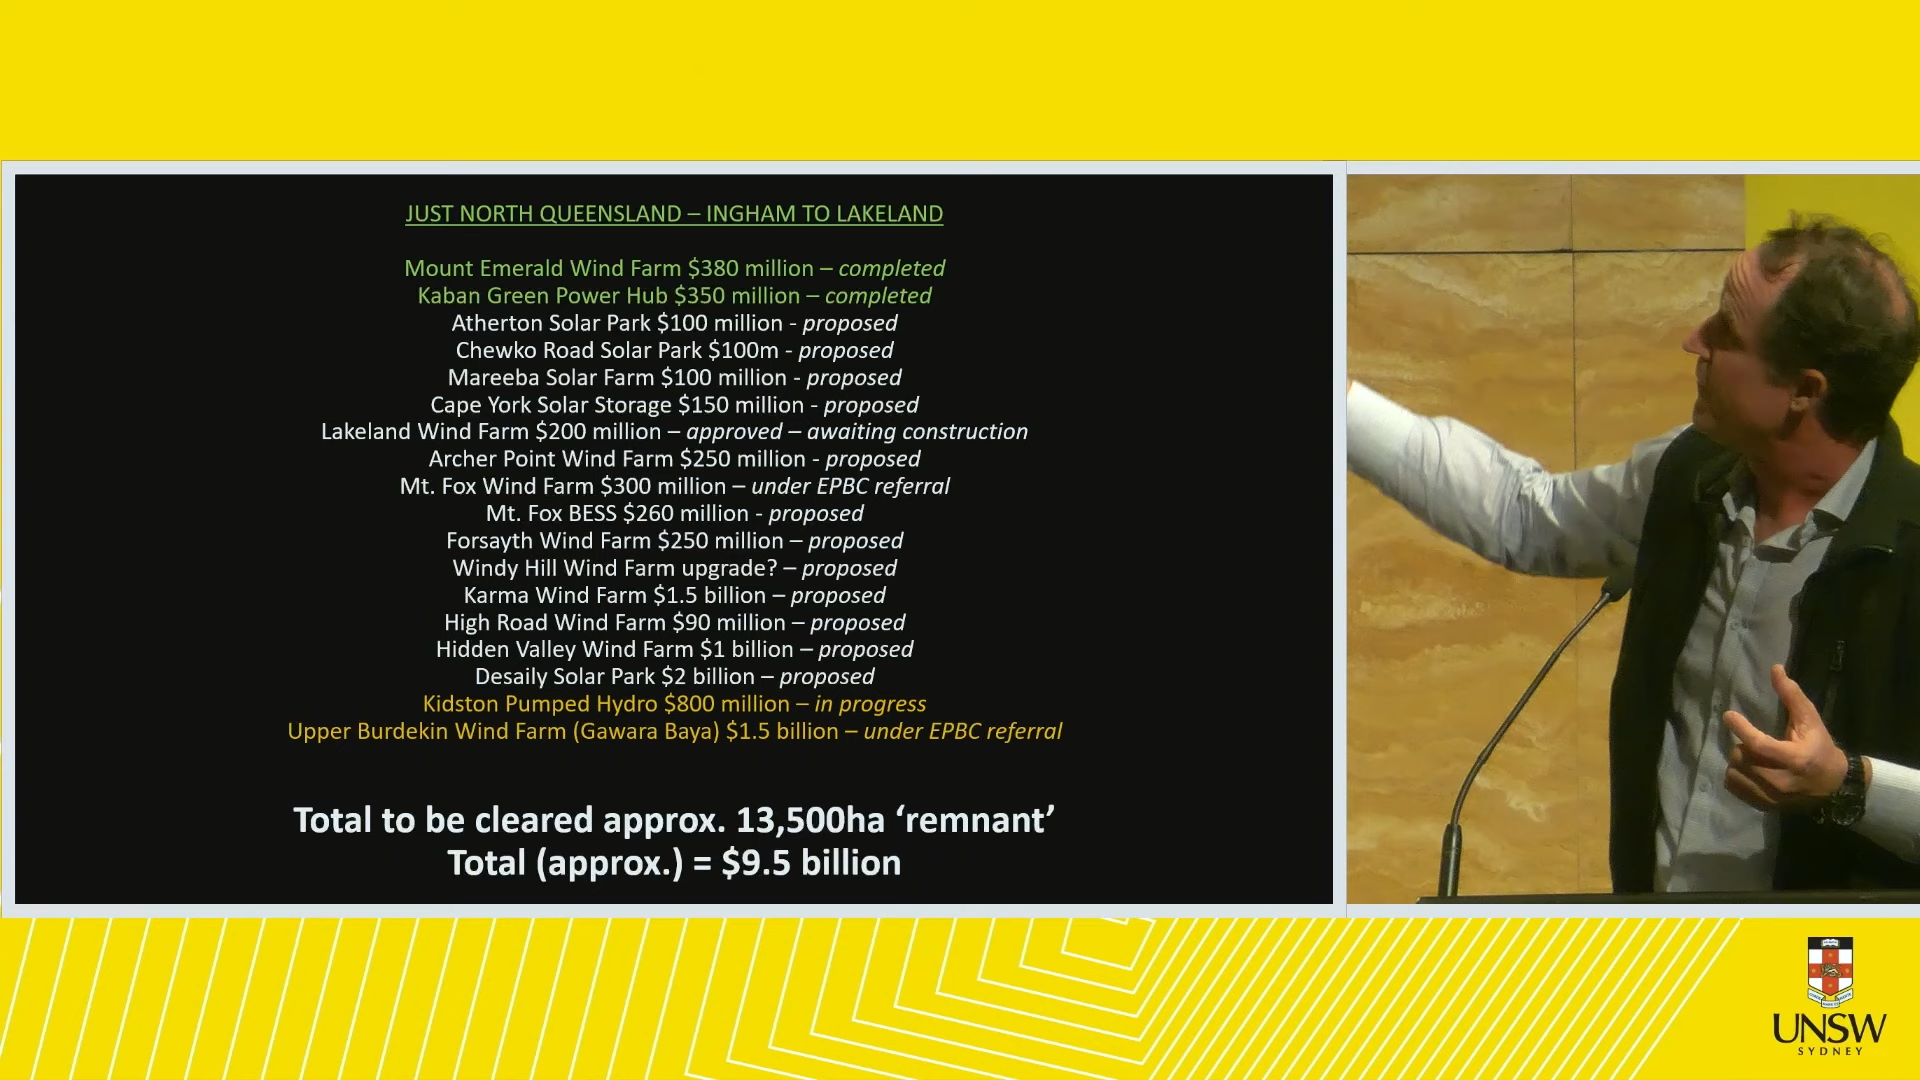 JUST NORTH QUEENSLAND – INGHAM TO LAKELAND
Mount Emerald Wind Farm $380 million – completed
Kaban Green Power Hub $350 million – completed
Atherton Solar Park $100 million - proposed
Chewko Road Solar Park $100m - proposed
Mareeba Solar Farm $100 million - proposed
Cape York Solar Storage $150 million - proposed
Lakeland Wind Farm $200 million – approved – awaiting construction
Archer Point Wind Farm $250 million - proposed
Mt. Fox Wind Farm $300 million – under EPBC referral
Mt. Fox BESS $260 million - proposed
Forsayth Wind Farm $250 million – proposed
Windy Hill Wind Farm upgrade? – proposed
Karma Wind Farm $1.5 billion – proposed
High Road Wind Farm $90 million – proposed
Hidden Valley Wind Farm $1 billion – proposed
Desaily Solar Park $2 billion – proposed
Kidston Pumped Hydro $800 million – in progress
Upper Burdekin Wind Farm (Gawara Baya) $1.5 billion – under EPBC referral
Total to be cleared approx. 13,500ha ‘remnant’
Total (approx.) = $9.5 billion
UNSW
SYDNEY